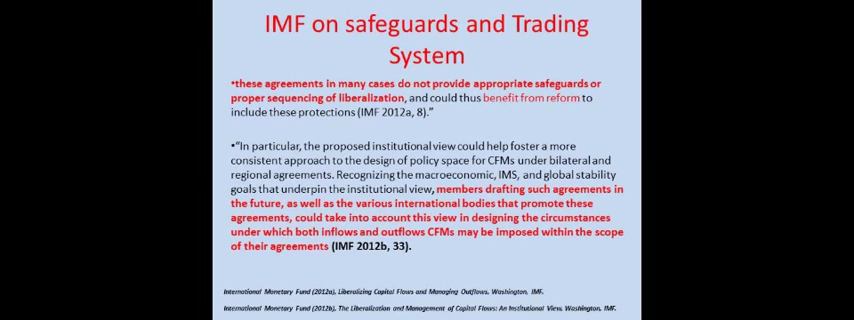 IMF on safeguards and Trading
System
•these agreements in many cases do not provide appropriate safeguards or
proper sequencing of liberalization, and could thus benefit from reform to
include these protections (IMF 2012a, 8).”
•“In particular, the proposed institutional view could help foster a more
consistent approach to the design of policy space for CFMs under bilateral and
regional agreements. Recognizing the macroeconomic, IMS, and global stability
goals that underpin the institutional view, members drafting such agreements in
the future, as well as the various international bodies that promote these
agreements, could take into account this view in designing the circumstances
under which both inflows and outflows CFMs may be imposed within the scope
of their agreements (IMF 2012b, 33).
International Monetary Fund (2012a), Liberalizing Capital Flows and Managing Outflows, Washington, IMF.
International Monetary Fund (2012b), The Liberalization and Management of Capital Flows: An Institutional View, Washington, IMF.